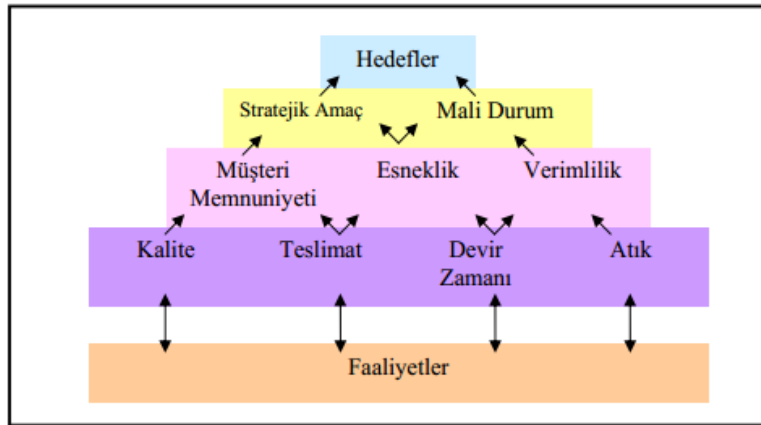 Hedefler
Stratejik Amaç Mali Durum
Müşteri Memnuniyeti Esneklik Verimlilik
Kalite Teslimat Devir Zamanı Atık
Faaliyetler